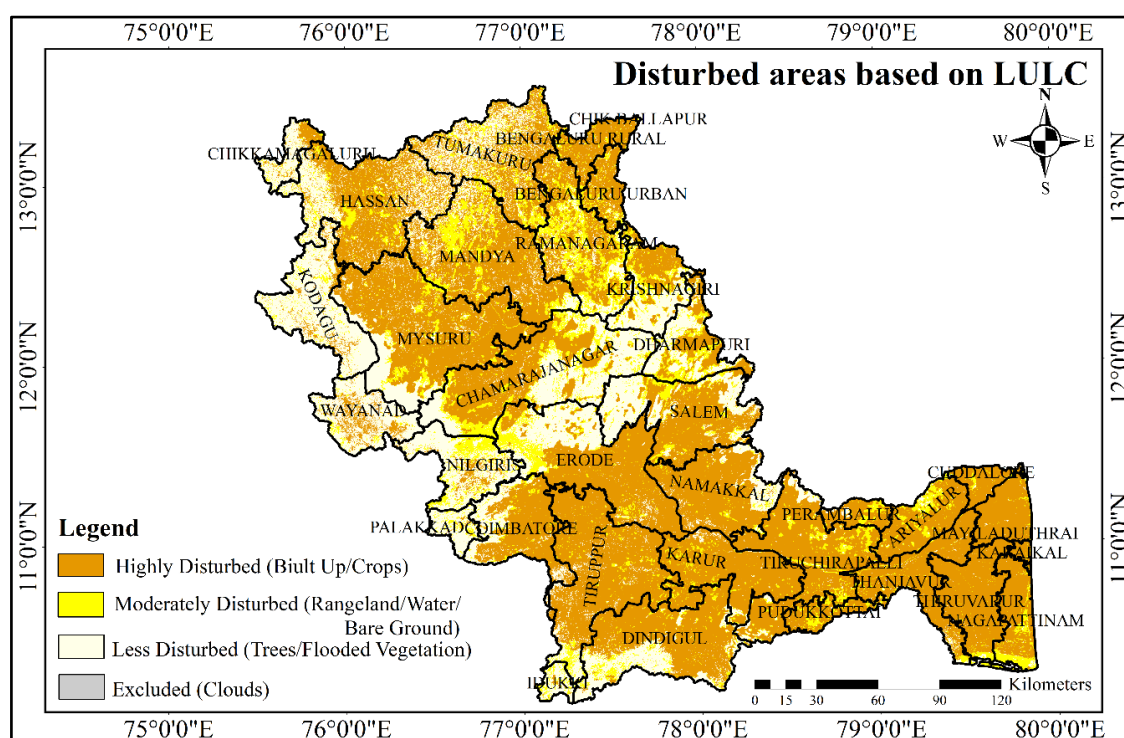 75°0'0"E 76°0'0"E 77°0'0"E 78°0'0"E 79°0'0"E 80°0'0"E
Disturbed areas based on LULC
N
W E
S
13°0'0"N
12°0'0"N
11°0'0"N
13°0'0"N
12°0'0"N
11°0'0"N
CHIK BALLAPUR
BENGALURU RURAL
CHIKKAMAGALURU
TUMAKURU
BENGALURU URBAN
HASSAN
RAMANAGARAM
MANDYA
KRISHNAGIRI
KODAGU
MYSURU
DHARMAPURI
CHAMARAJANAGAR
WAYANAD
SALEM
NILGIRIS
ERODE
NAMAKKAL
CUDDALORE
PERAMBALUR
ARIYALUR
PALAKKAD
COIMBATORE
MAYILADUTHRAI
KARAIKAL
TIRUPPUR
KARUR
TIRUCHIRAPALLI
THANJAVUR
THIRUVARUR
PUDUKKOTTAI
NAGAPATTINAM
DINDIGUL
IDUKKI
Legend
Highly Disturbed (Biult Up/Crops)
Moderately Disturbed (Rangeland/Water/
Bare Ground)
Less Disturbed (Trees/Flooded Vegetation)
Excluded (Clouds)
Kilometers
0 15 30 60 90 120
75°0'0"E 76°0'0"E 77°0'0"E 78°0'0"E 79°0'0"E 80°0'0"E